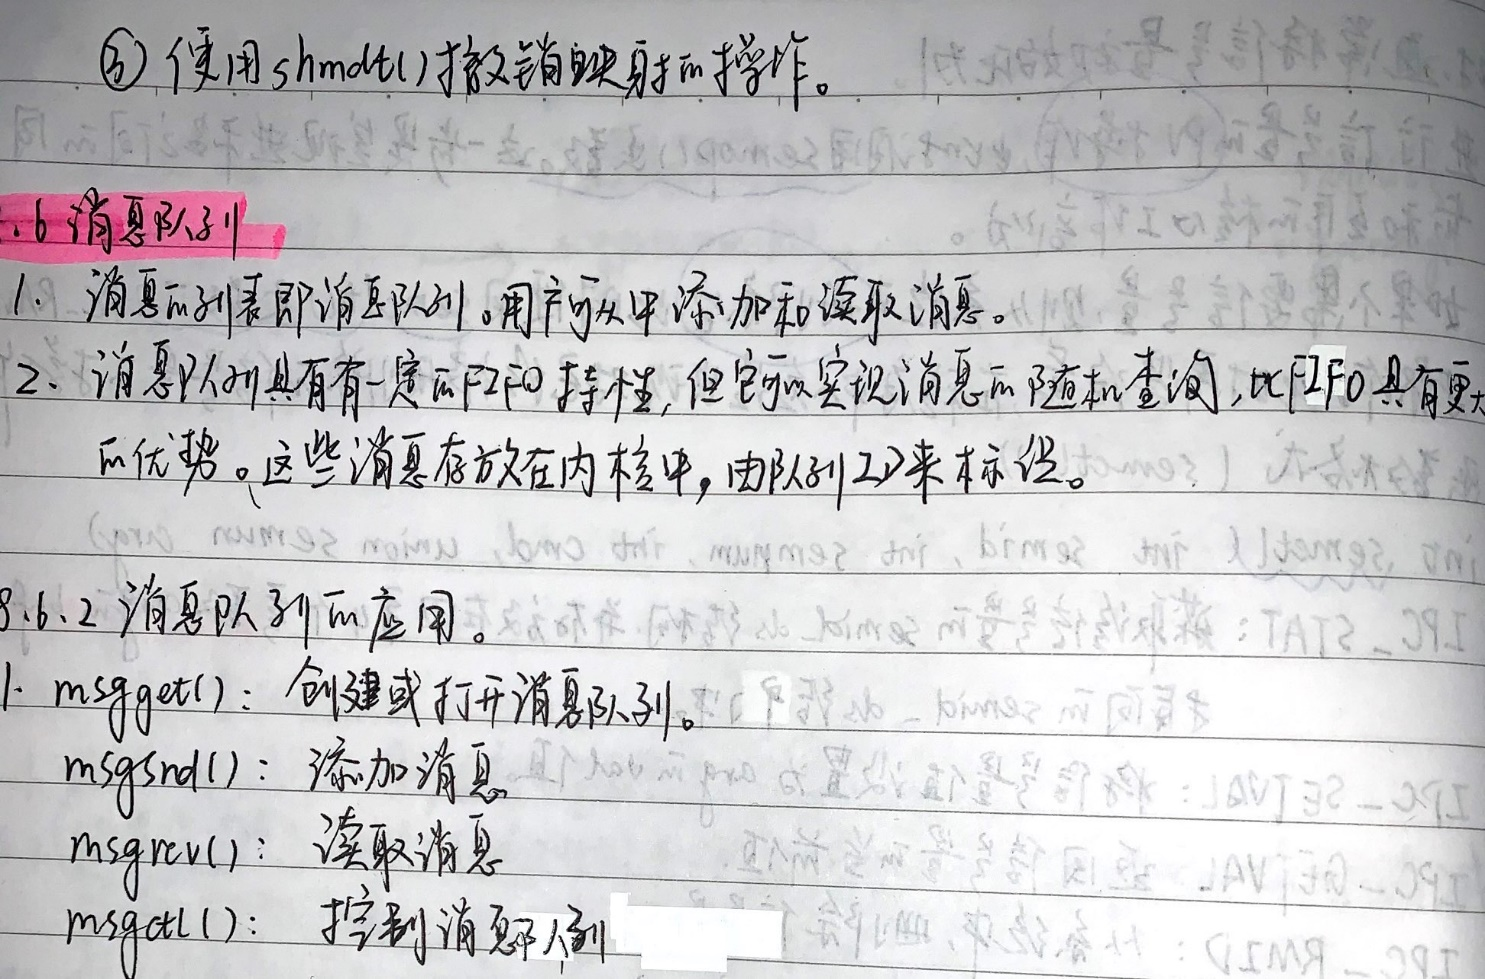 ⑤ 使用shmdt()撤销映射的操作。
.6 消息队列
1. 消息的列表即消息队列。用户可从中添加和读取消息。
2、消息队列具有有一定的FIFO特性,但它可以实现消息的随机查询,比FIFO具有更大
的优势。这些消息存放在内核中,由队列ID来标识。
8.6.2 消息队列的应用。
1. msgget(): 创建或打开消息队列。
msgsnd(): 添加消息
msgrcv(): 读取消息
msgctl(): 控制消息队列